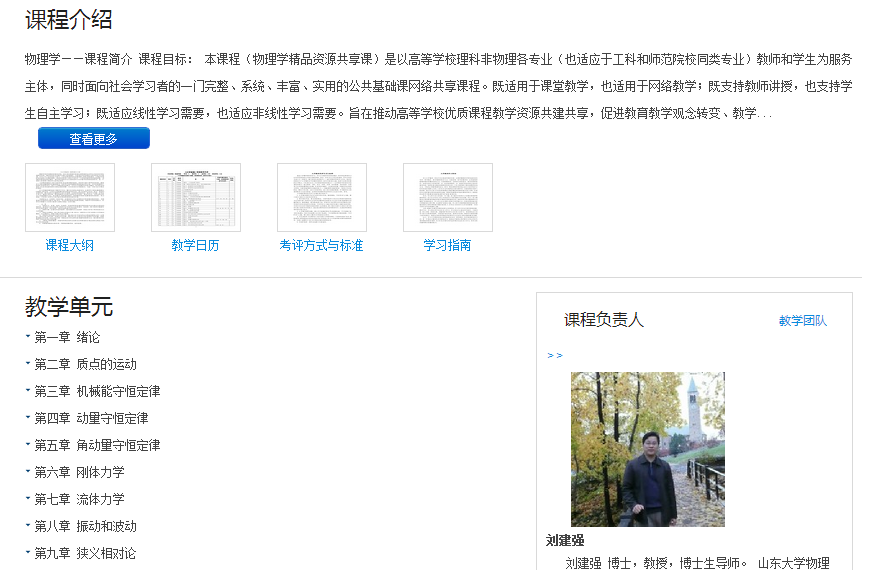 课程介绍
物理学——课程简介 课程目标： 本课程（物理学精品资源共享课）是以高等学校理科非物理各专业（也适应于工科和师范院校同类专业）教师和学生为服务
主体，同时面向社会学习者的一门完整、系统、丰富、实用的公共基础课网络共享课程。既适用于课堂教学，也适用于网络教学；既支持教师讲授，也支持学
生自主学习；既适应线性学习需要，也适应非线性学习需要。旨在推动高等学校优质课程教学资源共建共享，促进教育教学观念转变、教学...
查看更多
课程大纲
教学日历
考评方式与标准
学习指南
教学单元
第一章 绪论
第二章 质点的运动
第三章 机械能守恒定律
第四章 动量守恒定律
第五章 角动量守恒定律
第六章 刚体力学
第七章 流体力学
第八章 振动和波动
第九章 狭义相对论
课程负责人
教学团队
>>
刘建强
刘建强 博士，教授，博士生导师。 山东大学物理